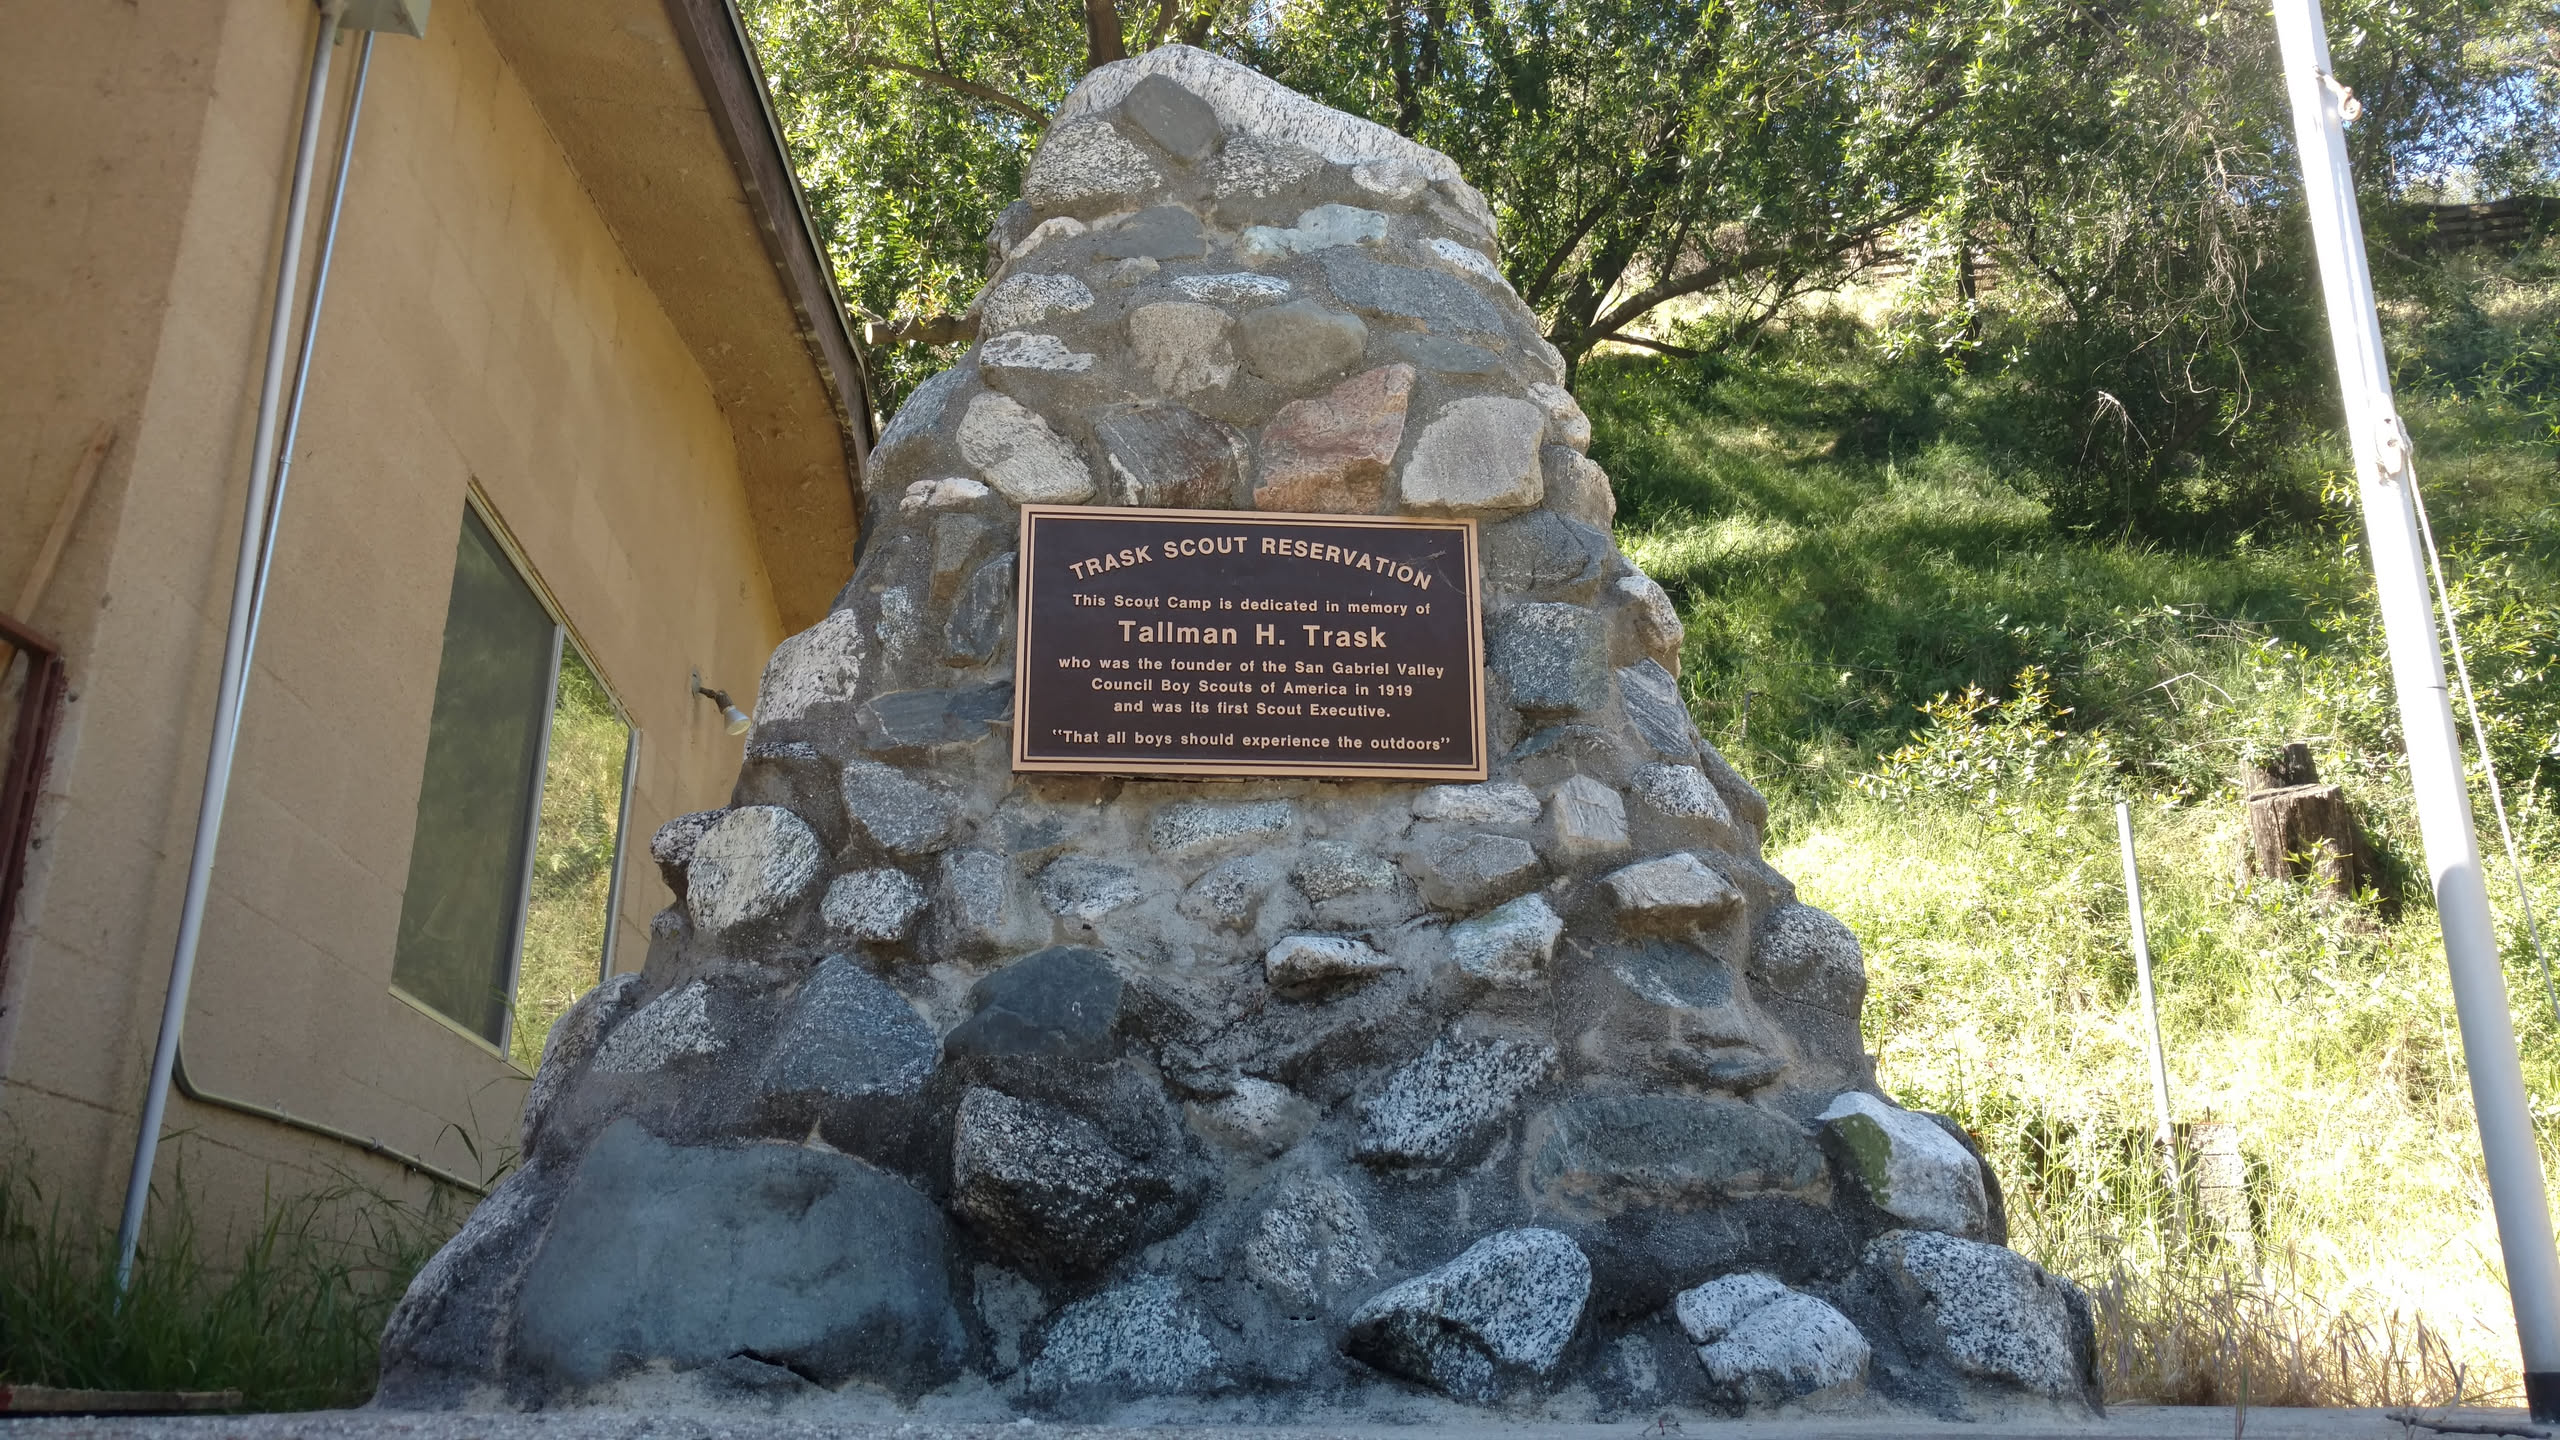 TRASK SCOUT RESERVATION
This Scout Camp is dedicated in memory of
Tallman H. Trask
who was the founder of the San Gabriel Valley
Council Boy Scouts of America in 1919
and was its first Scout Executive.
"That all boys should experience the outdoors"